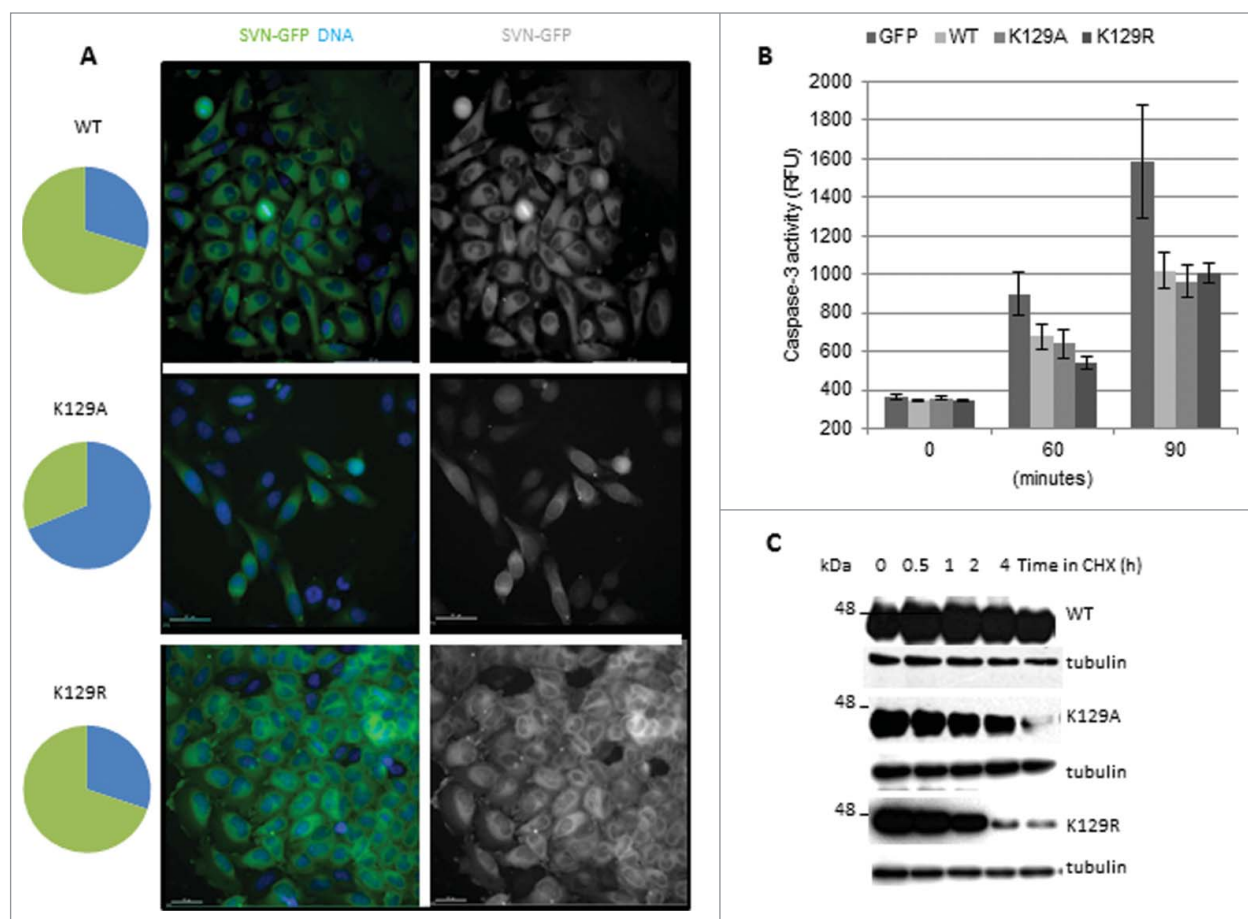 A
SVN-GFP DNA
SVN-GFP
WT
K129A
K129R
B
GFP WT K129A K129R
Caspase-3 activity (RFU)
2000
1800
1600
1400
1200
1000
800
600
400
200
0 60 90
(minutes)
C
kDa 0 0.5 1 2 4 Time in CHX (h)
48
WT
tubulin
48
K129A
tubulin
48
K129R
tubulin